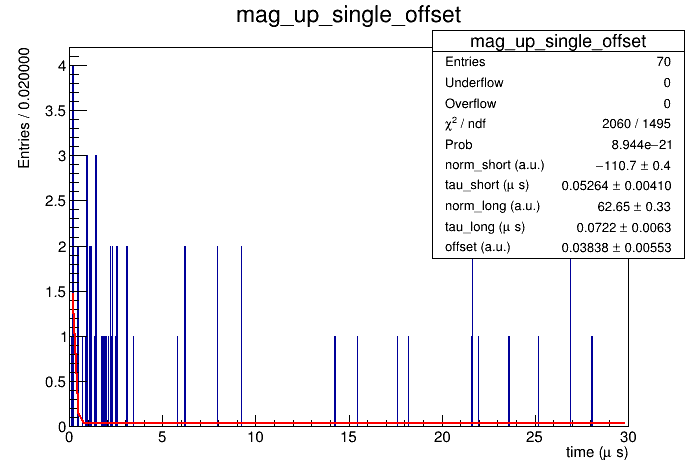 mag_up_single_offset
mag_up_single_offset
Entries 70
Underflow 0
Overflow 0
χ² / ndf 2060 / 1495
Prob 8.944e−21
norm_short (a.u.) −110.7 ± 0.4
tau_short (μ s) 0.05264 ± 0.00410
norm_long (a.u.) 62.65 ± 0.33
tau_long (μ s) 0.0722 ± 0.0063
offset (a.u.) 0.03838 ± 0.00553
Entries / 0.020000
4
3.5
3
2.5
2
1.5
1
0.5
0
0 5 10 15 20 25 30
time (μ s)